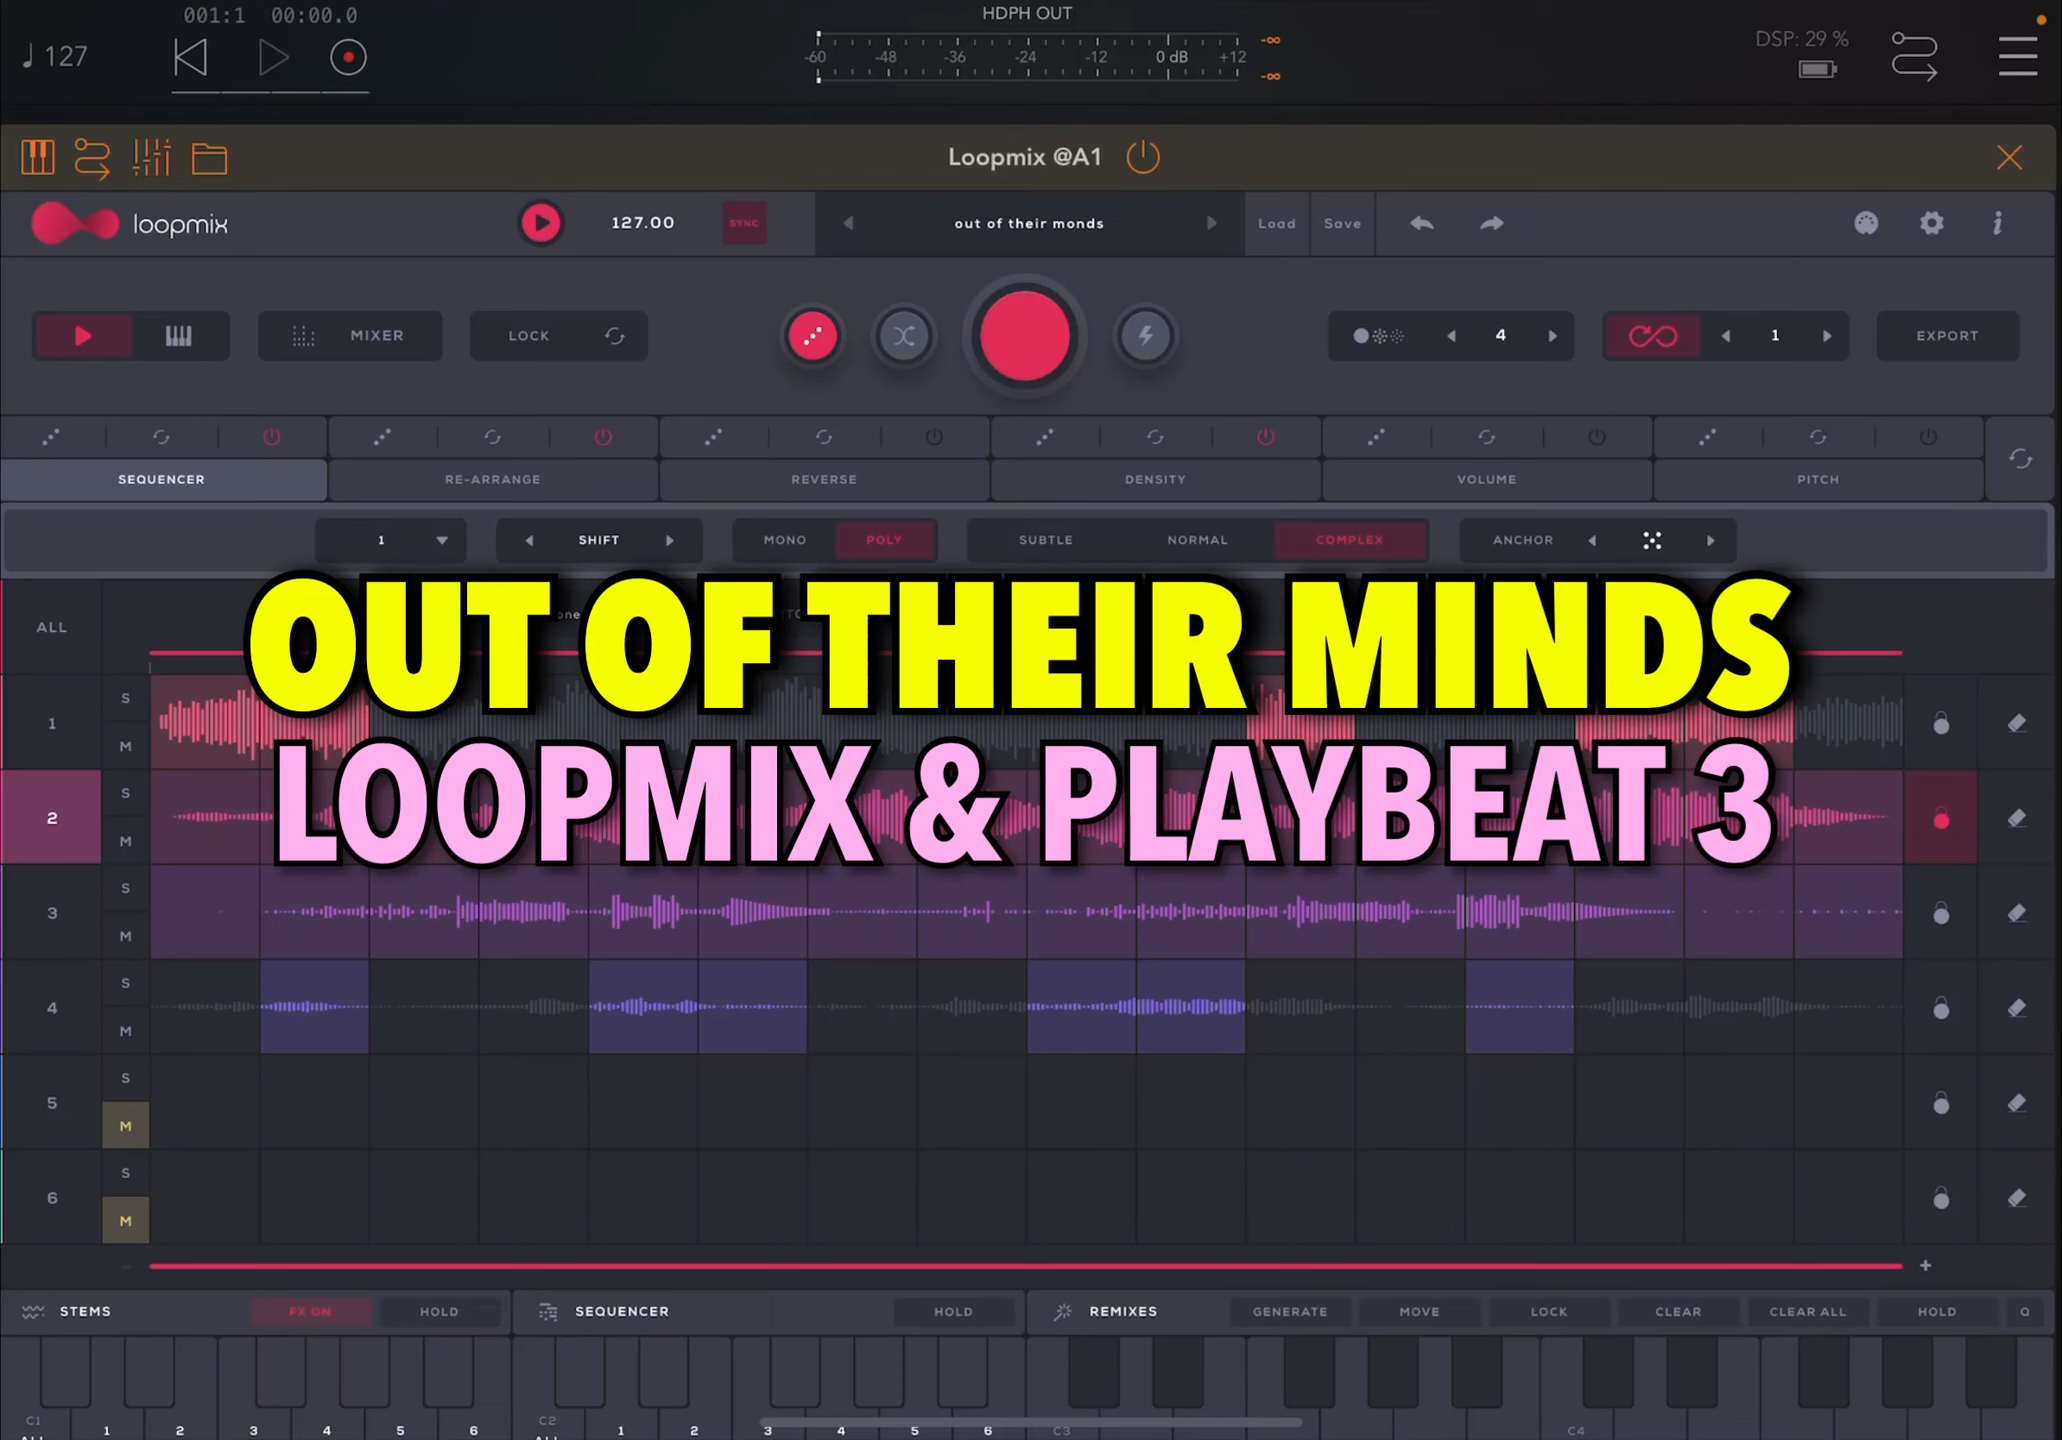 001:1 00:00.0
HDPH OUT
127
-60 -48 -36 -24 -12 0 dB +12
-∞
-∞
DSP: 29 %
Loopmix @A1
loopmix
127.00
SYNC
out of their monds
Load
Save
MIXER
LOCK
4
1
EXPORT
SEQUENCER
RE-ARRANGE
REVERSE
DENSITY
VOLUME
PITCH
1
SHIFT
MONO
POLY
SUBTLE
NORMAL
COMPLEX
ANCHOR
ALL
OUT OF THEIR MINDS
LOOPMIX & PLAYBEAT 3
1
S
M
2
S
M
3
S
M
4
S
M
5
S
M
6
S
M
STEMS
FX ON
HOLD
SEQUENCER
HOLD
REMIXES
GENERATE
MOVE
LOCK
CLEAR
CLEAR ALL
HOLD
Q
C1 1 2 3 4 5 6
C2 1 2 3 4 5 6
C3 C4